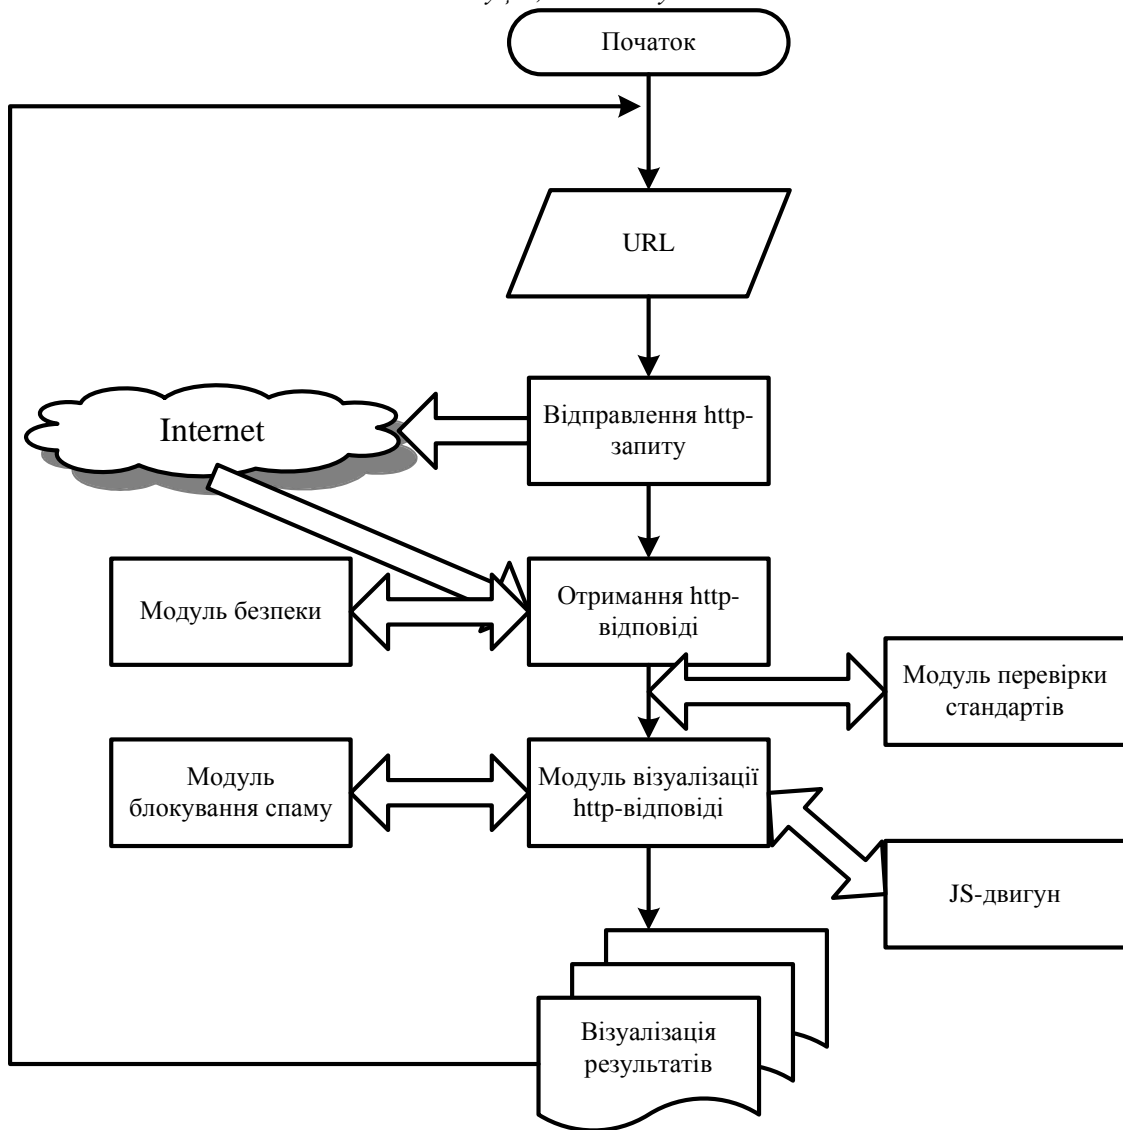 Початок
URL
Internet
Відправлення http-
запиту
Модуль безпеки
Отримання http-
відповіді
Модуль перевірки
стандартів
Модуль
блокування спаму
Модуль візуалізації
http-відповіді
JS-двигун
Візуалізація
результатів